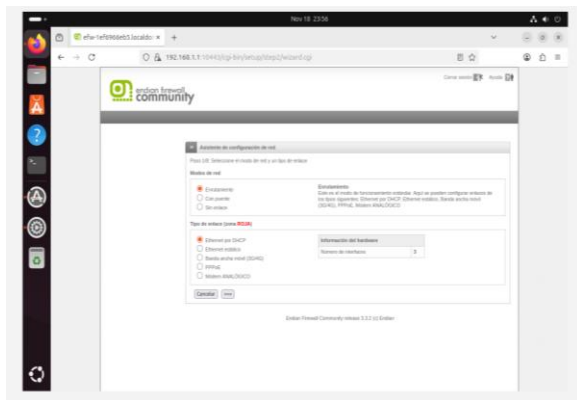 Nov 18 23:56
efw-1ef6966eb5.localdo: ×
192.168.1.1:10443/cgi-bin/setup/step2/wizard.cgi
Cerrar sesión Ayuda
endian firewall
community
Asistente de configuración de red
Paso 1/8: Seleccione el modo de red y un tipo de enlace
Modos de red
Enrutamiento
Con puente
Sin enlace
Enrutamiento
Este es el modo de funcionamiento estándar. Aquí se pueden configurar enlaces de
los tipos siguientes: Ethernet por DHCP, Ethernet estático, Banda ancha móvil
(3G/4G), PPPoE, Módem ANALÓGICO
Tipo de enlace (zona ROJA)
Ethernet por DHCP
Ethernet estático
Banda ancha móvil (3G/4G)
PPPoE
Módem ANALÓGICO
Información del hardware
Número de interfaces:
Cancelar >>>
Endian Firewall Community release 3.3.2 (c) Endian